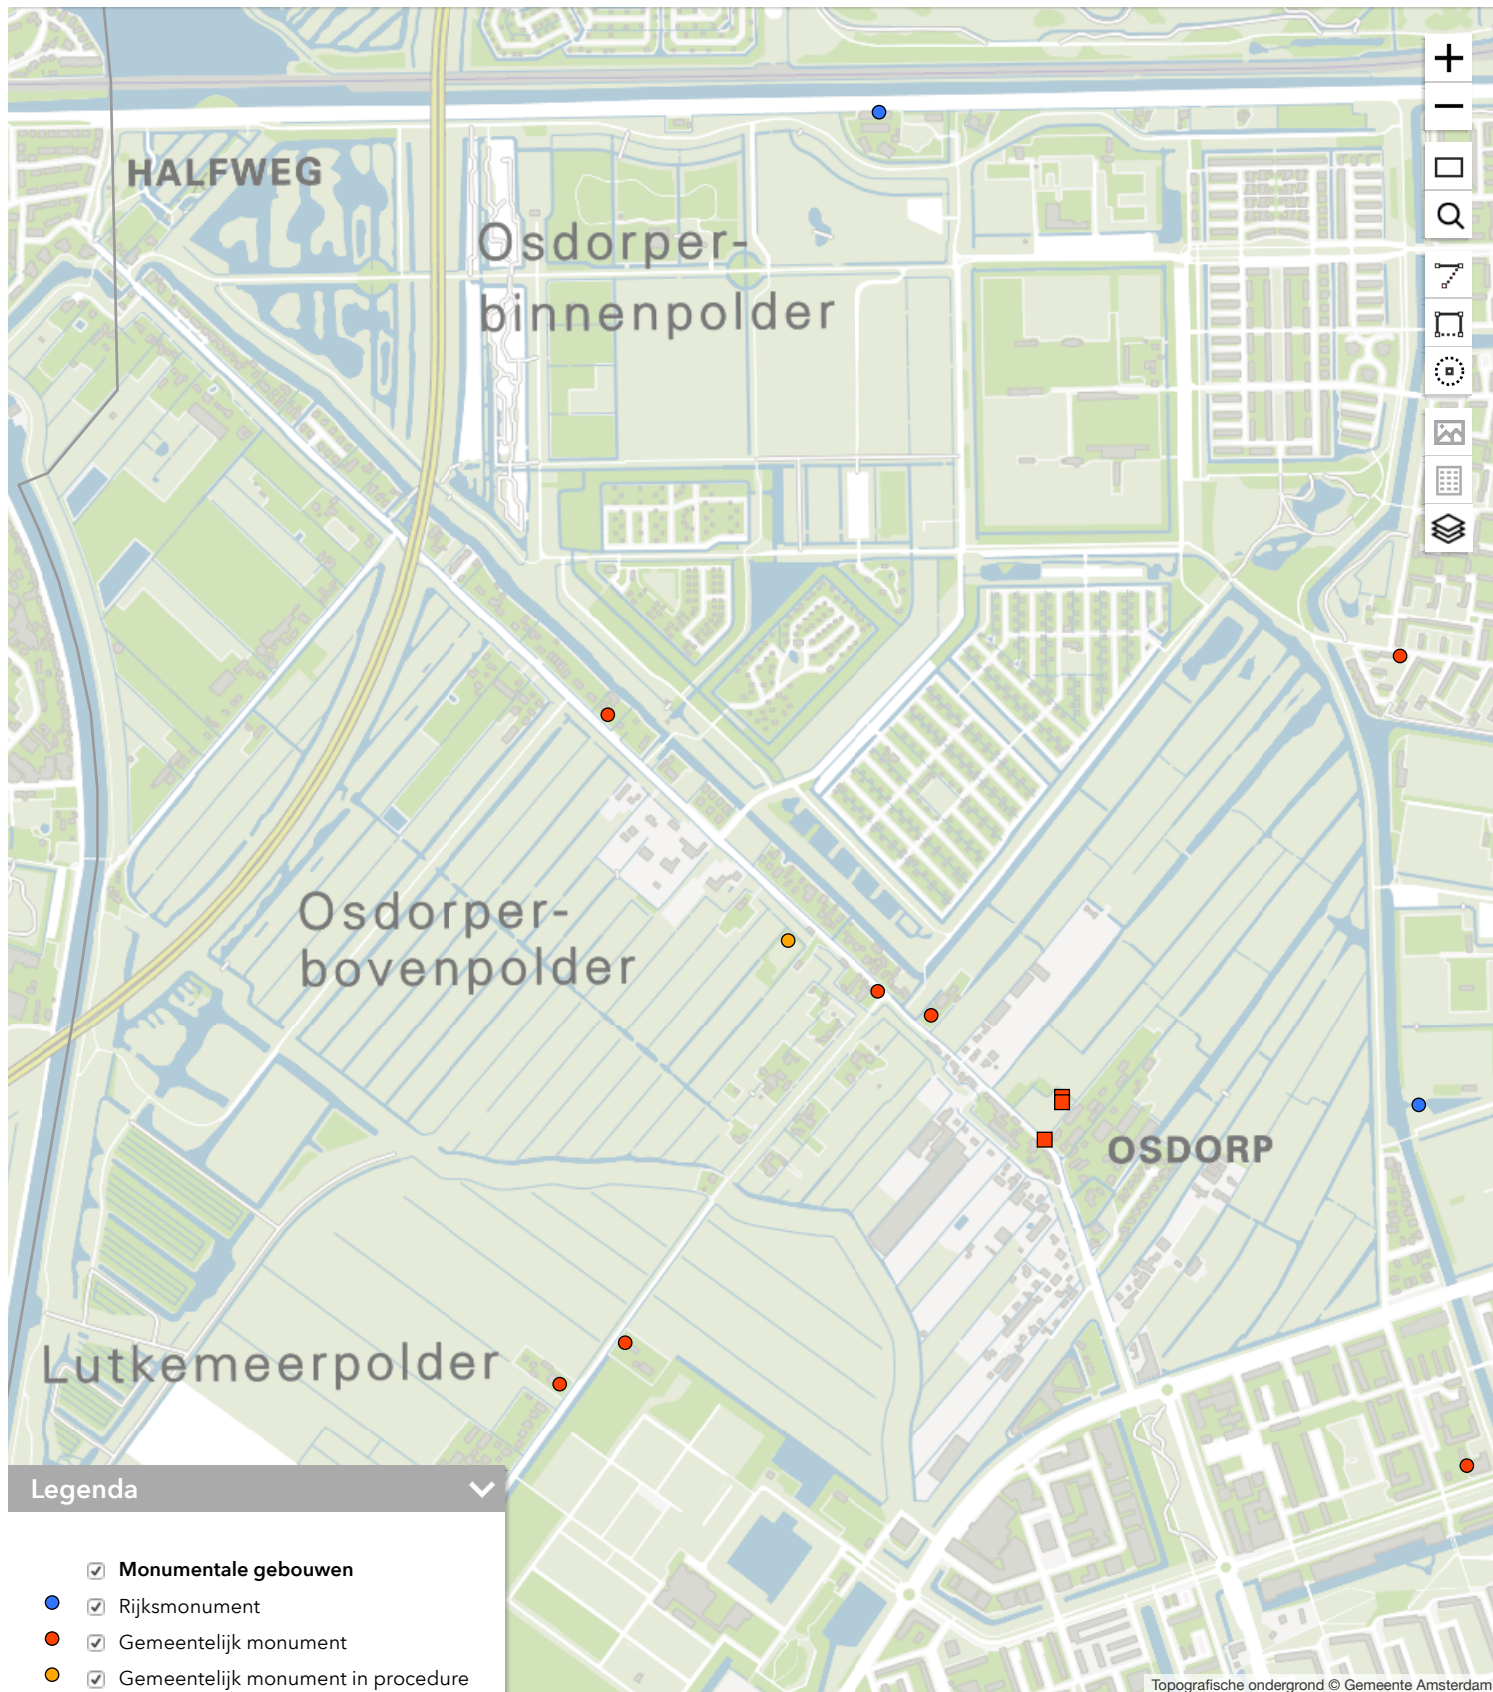 HALFWEG
Osdorper-
binnenpolder
Osdorper-
bovenpolder
OSDORP
Lutkemeerpolder
Legenda
Monumentale gebouwen
Rijksmonument
Gemeentelijk monument
Gemeentelijk monument in procedure
Topografische ondergrond © Gemeente Amsterdam